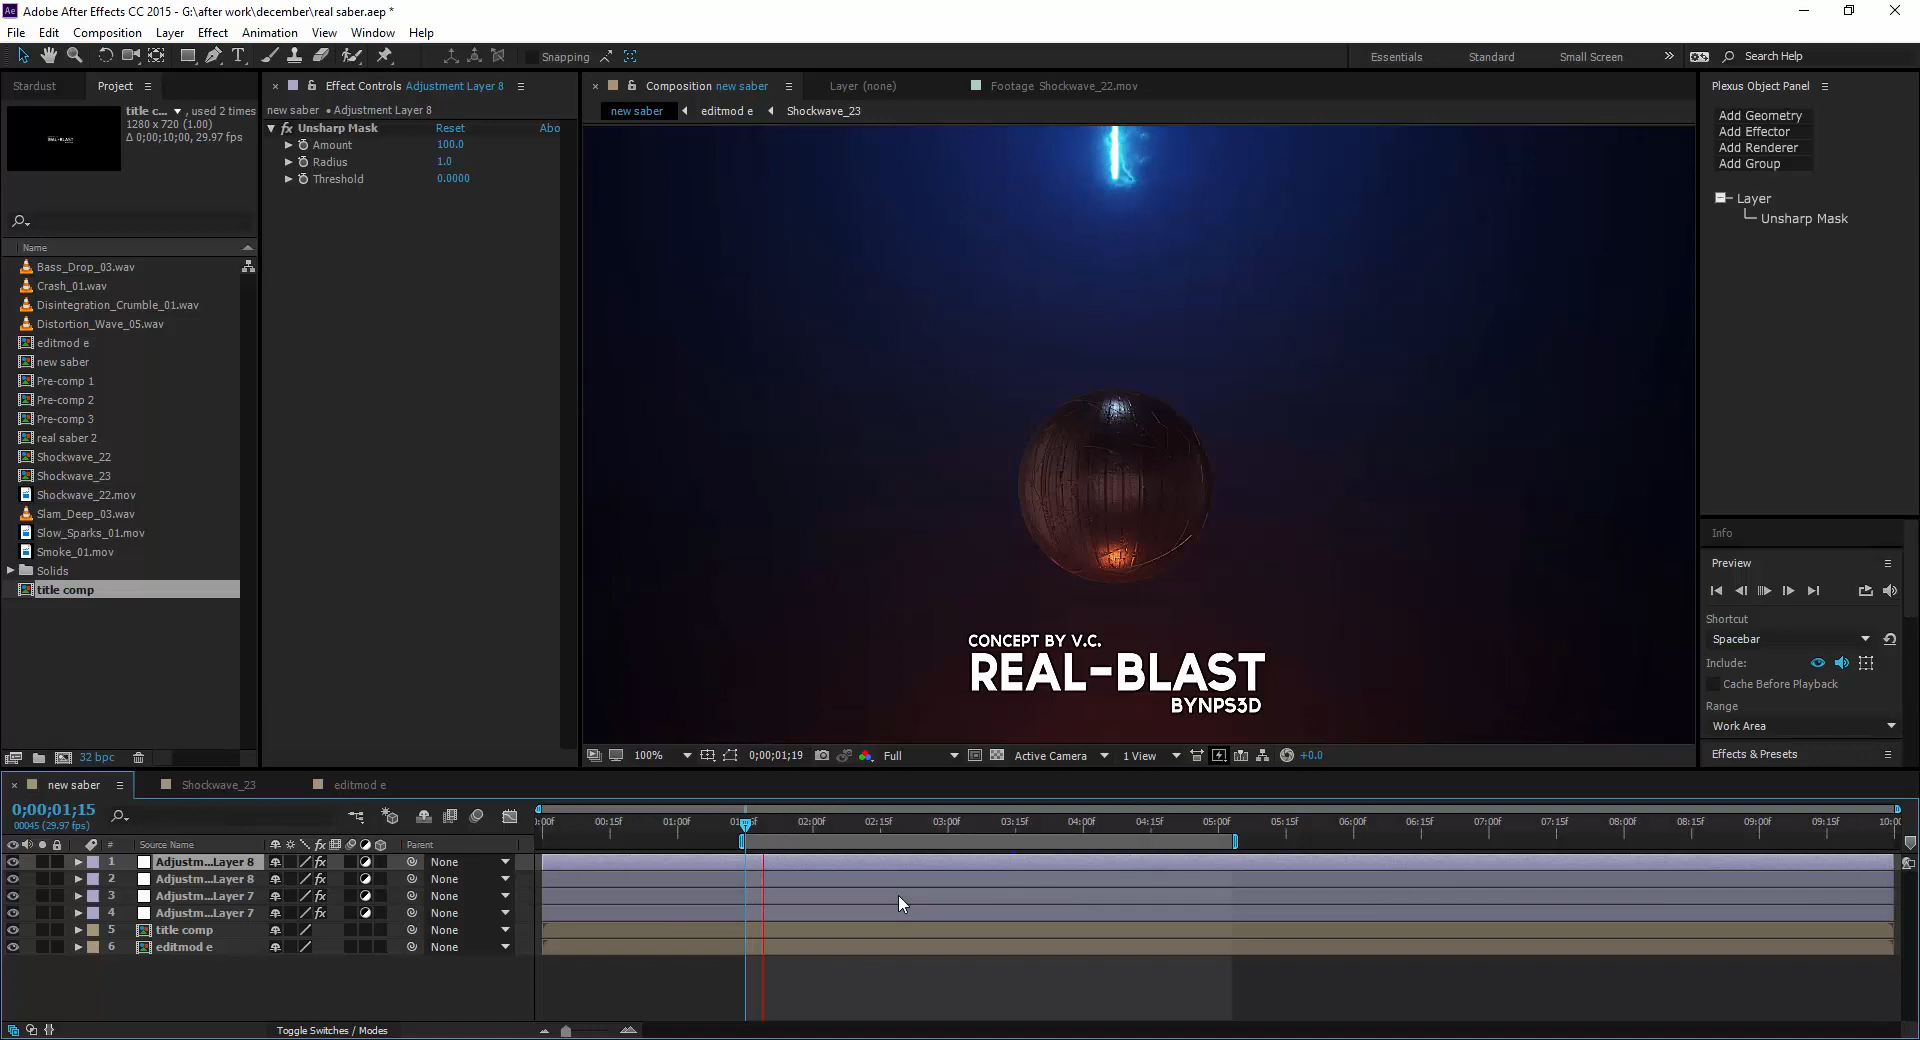 Adobe After Effects CC 2015 - G:\after work\december\real saber.aep *
File Edit Composition Layer Effect Animation View Window Help
Snapping
Essentials Standard Small Screen Search Help
Stardust Project
title c... , used 2 times
1280 x 720 (1.00)
Δ 0;00;10;00, 29.97 fps
Name
Bass_Drop_03.wav
Crash_01.wav
Disintegration_Crumble_01.wav
Distortion_Wave_05.wav
editmod e
new saber
Pre-comp 1
Pre-comp 2
Pre-comp 3
real saber 2
Shockwave_22
Shockwave_23
Shockwave_22.mov
Slam_Deep_03.wav
Slow_Sparks_01.mov
Smoke_01.mov
Solids
title comp
32 bpc
Effect Controls Adjustment Layer 8
new saber • Adjustment Layer 8
fx Unsharp Mask Reset Abo
Amount 100.0
Radius 1.0
Threshold 0.0000
Composition new saber
Layer (none)
Footage Shockwave_22.mov
new saber editmod e Shockwave_23
CONCEPT BY V.C.
REAL-BLAST
BYNPS3D
100% 0;00;01;19 Full Active Camera 1 View +0.0
Plexus Object Panel
Add Geometry
Add Effector
Add Renderer
Add Group
Layer
Unsharp Mask
Info
Preview
Shortcut
Spacebar
Include:
Cache Before Playback
Range
Work Area
Effects & Presets
new saber Shockwave_23 editmod e
0;00;01;15
00045 (29.97 fps)
:00f 00:15f 01:00f 02:00f 02:15f 03:00f 03:15f 04:00f 04:15f 05:00f 05:15f 06:00f 06:15f 07:00f 07:15f 08:00f 08:15f 09:00f 09:15f 10:00
# Source Name fx Parent
1 Adjustm...Layer 8 fx None
2 Adjustm...Layer 8 fx None
3 Adjustm...Layer 7 fx None
4 Adjustm...Layer 7 fx None
5 title comp None
6 editmod e None
Toggle Switches / Modes